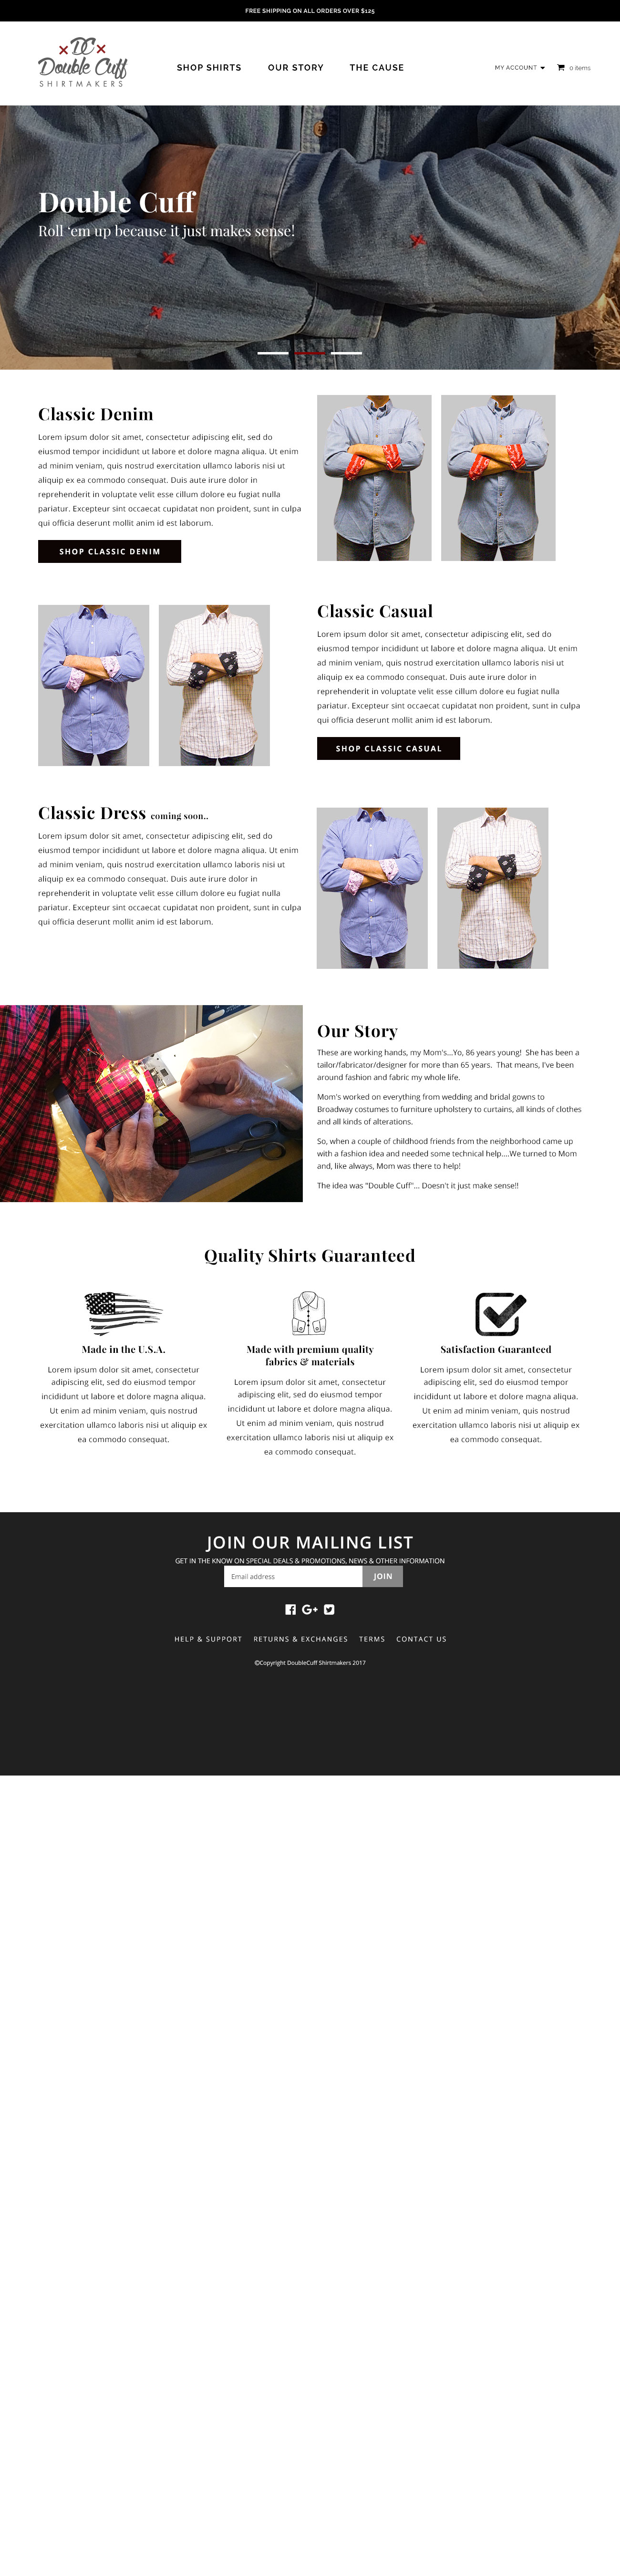 FREE SHIPPING ON ALL ORDERS OVER $125
DC
Double Cuff
SHIRTMAKERS
SHOP SHIRTS OUR STORY THE CAUSE
MY ACCOUNT 0 items
Double Cuff
Roll ‘em up because it just makes sense!
Classic Denim
Lorem ipsum dolor sit amet, consectetur adipiscing elit, sed do
eiusmod tempor incididunt ut labore et dolore magna aliqua. Ut enim
ad minim veniam, quis nostrud exercitation ullamco laboris nisi ut
aliquip ex ea commodo consequat. Duis aute irure dolor in
reprehenderit in voluptate velit esse cillum dolore eu fugiat nulla
pariatur. Excepteur sint occaecat cupidatat non proident, sunt in culpa
qui officia deserunt mollit anim id est laborum.
SHOP CLASSIC DENIM
Classic Casual
Lorem ipsum dolor sit amet, consectetur adipiscing elit, sed do
eiusmod tempor incididunt ut labore et dolore magna aliqua. Ut enim
ad minim veniam, quis nostrud exercitation ullamco laboris nisi ut
aliquip ex ea commodo consequat. Duis aute irure dolor in
reprehenderit in voluptate velit esse cillum dolore eu fugiat nulla
pariatur. Excepteur sint occaecat cupidatat non proident, sunt in culpa
qui officia deserunt mollit anim id est laborum.
SHOP CLASSIC CASUAL
Classic Dress coming soon..
Lorem ipsum dolor sit amet, consectetur adipiscing elit, sed do
eiusmod tempor incididunt ut labore et dolore magna aliqua. Ut enim
ad minim veniam, quis nostrud exercitation ullamco laboris nisi ut
aliquip ex ea commodo consequat. Duis aute irure dolor in
reprehenderit in voluptate velit esse cillum dolore eu fugiat nulla
pariatur. Excepteur sint occaecat cupidatat non proident, sunt in culpa
qui officia deserunt mollit anim id est laborum.
Our Story
These are working hands, my Mom's...Yo, 86 years young! She has been a
tailor/fabricator/designer for more than 65 years. That means, I've been
around fashion and fabric my whole life.
Mom's worked on everything from wedding and bridal gowns to
Broadway costumes to furniture upholstery to curtains, all kinds of clothes
and all kinds of alterations.
So, when a couple of childhood friends from the neighborhood came up
with a fashion idea and needed some technical help....We turned to Mom
and, like always, Mom was there to help!
The idea was "Double Cuff"... Doesn't it just make sense!!
Quality Shirts Guaranteed
Made in the U.S.A.
Lorem ipsum dolor sit amet, consectetur
adipiscing elit, sed do eiusmod tempor
incididunt ut labore et dolore magna aliqua.
Ut enim ad minim veniam, quis nostrud
exercitation ullamco laboris nisi ut aliquip ex
ea commodo consequat.
Made with premium quality
fabrics & materials
Lorem ipsum dolor sit amet, consectetur
adipiscing elit, sed do eiusmod tempor
incididunt ut labore et dolore magna aliqua.
Ut enim ad minim veniam, quis nostrud
exercitation ullamco laboris nisi ut aliquip ex
ea commodo consequat.
Satisfaction Guaranteed
Lorem ipsum dolor sit amet, consectetur
adipiscing elit, sed do eiusmod tempor
incididunt ut labore et dolore magna aliqua.
Ut enim ad minim veniam, quis nostrud
exercitation ullamco laboris nisi ut aliquip ex
ea commodo consequat.
JOIN OUR MAILING LIST
GET IN THE KNOW ON SPECIAL DEALS & PROMOTIONS, NEWS & OTHER INFORMATION
Email address JOIN
HELP & SUPPORT RETURNS & EXCHANGES TERMS CONTACT US
©Copyright DoubleCuff Shirtmakers 2017